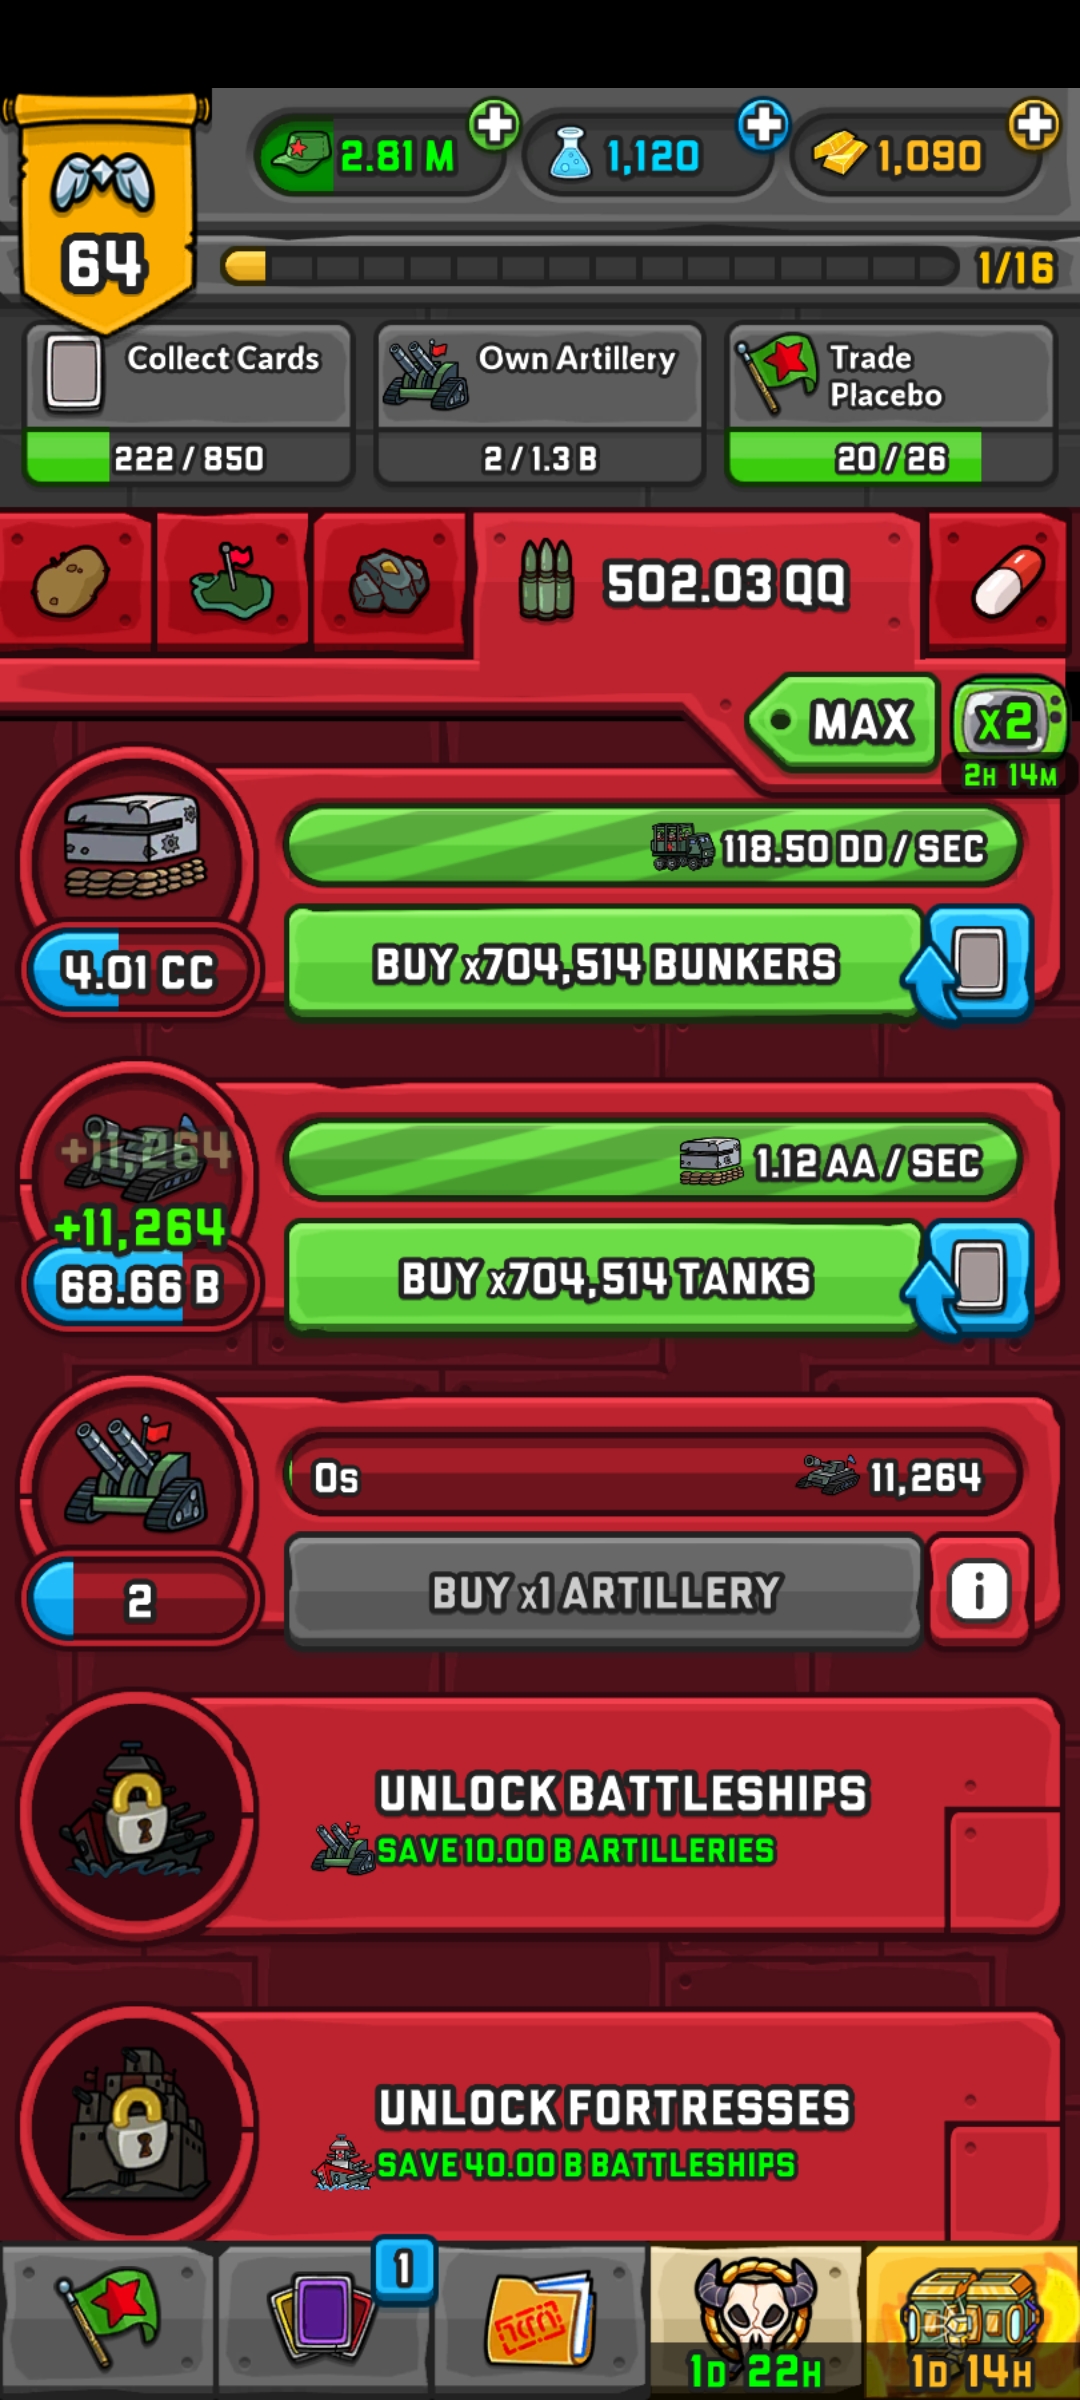 64
2.81 M
1,120
1,090
1/16
Collect Cards
222 / 850
Own Artillery
2 / 1.3 B
Trade
Placebo
20 / 26
502.03 QQ
MAX
x2
2H 14M
118.50 DD / SEC
4.01 CC
BUY x704,514 BUNKERS
+11,264
+11,264
68.66 B
1.12 AA / SEC
BUY x704,514 TANKS
0s
11,264
2
BUY x1 ARTILLERY
i
UNLOCK BATTLESHIPS
SAVE 10.00 B ARTILLERIES
UNLOCK FORTRESSES
SAVE 40.00 B BATTLESHIPS
1
1D 22H
1D 14H